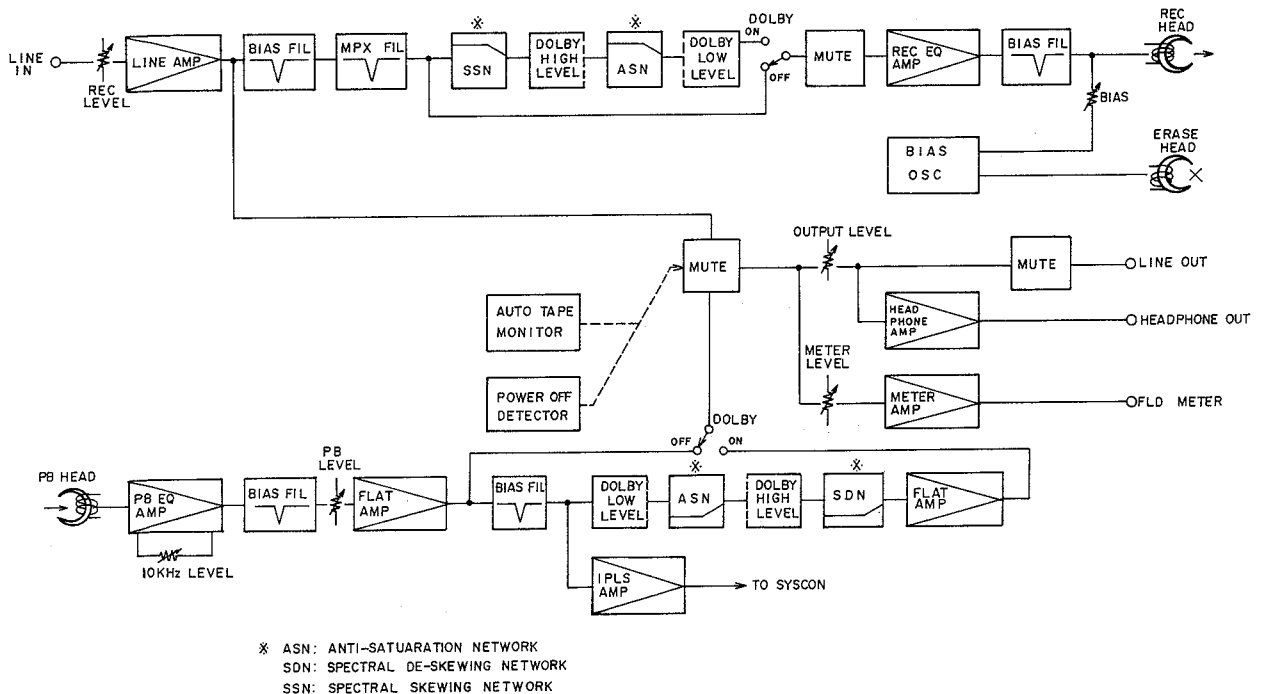 LINE IN
REC LEVEL
LINE AMP
BIAS FIL
MPX FIL
※
SSN
DOLBY HIGH LEVEL
※
ASN
DOLBY LOW LEVEL
DOLBY
ON
OFF
MUTE
REC EQ AMP
BIAS FIL
REC HEAD
BIAS
BIAS OSC
ERASE HEAD
OUTPUT LEVEL
MUTE
MUTE
LINE OUT
AUTO TAPE MONITOR
HEAD PHONE AMP
HEADPHONE OUT
METER LEVEL
POWER OFF DETECTOR
METER AMP
FLD METER
DOLBY
OFF
ON
PB HEAD
PB EQ AMP
10KHz LEVEL
BIAS FIL
PB LEVEL
FLAT AMP
BIAS FIL
DOLBY LOW LEVEL
※
ASN
DOLBY HIGH LEVEL
※
SDN
FLAT AMP
IPLS AMP
TO SYSCON
※ ASN: ANTI-SATUARATION NETWORK
SDN: SPECTRAL DE-SKEWING NETWORK
SSN: SPECTRAL SKEWING NETWORK